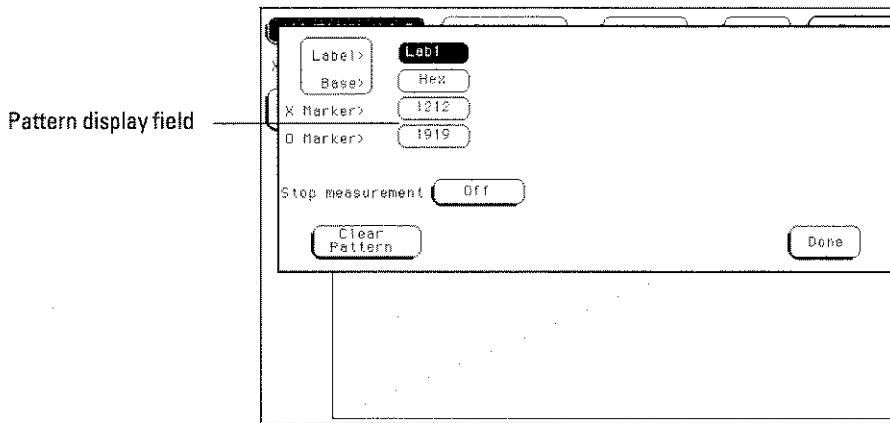 Label> Lab1
Base> Hex
X Marker> 1212
Pattern display field
O Marker> 1919
Stop measurement Off
Clear
Pattern
Done